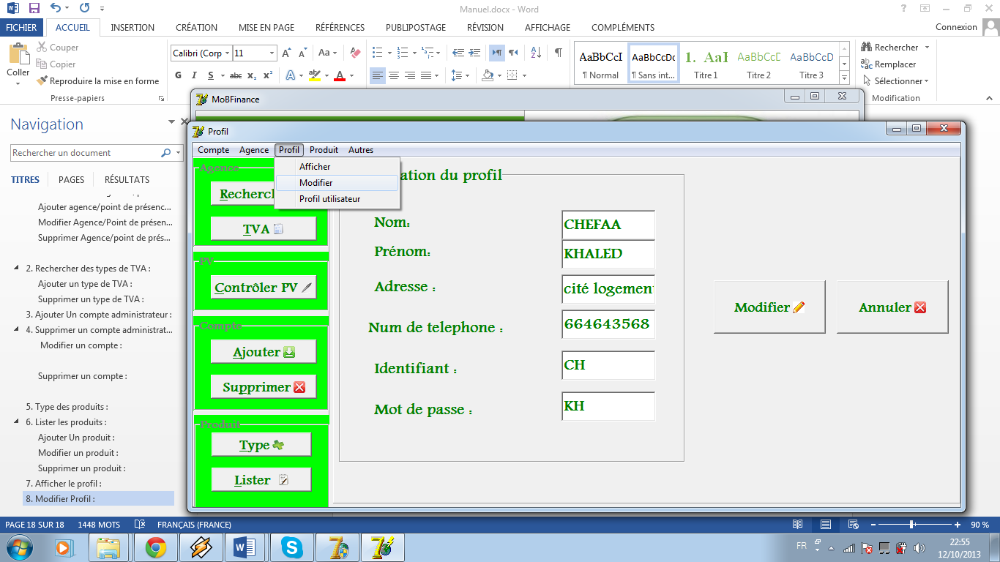 Manuel.docx - Word
FICHIER
ACCUEIL
INSERTION
CRÉATION
MISE EN PAGE
RÉFÉRENCES
PUBLIPOSTAGE
RÉVISION
AFFICHAGE
COMPLÉMENTS
Connexion
Coller
Couper
Copier
Reproduire la mise en forme
Presse-papiers
Calibri (Corp
11
AaBbCcI
¶ Normal
AaBbCcDc
¶ Sans int...
1. AaI
Titre 1
AaBbCcD
Titre 2
AaBbCcD
Titre 3
Rechercher
Remplacer
Sélectionner
Modification
Navigation
Rechercher un document
TITRES
PAGES
RÉSULTATS
Ajouter agence/point de présenc...
Modifier Agence/Point de présen...
Supprimer Agence/point de prés...
2. Rechercher des types de TVA :
Ajouter un type de TVA :
Supprimer un type de TVA :
3. Ajouter Un compte administrateur :
4. Supprimer un compte administrat...
Modifier un compte :
Supprimer un compte :
5. Type des produits :
6. Lister les produits :
Ajouter Un produit :
Modifier un produit :
Supprimer un produit :
7. Afficher le profil :
8. Modifier Profil :
MoBFinance
Profil
Compte
Agence
Profil
Produit
Autres
Afficher
Modifier
Profil utilisateur
Agence
Recherc
TVA
PV
Contrôler PV
Compte
Ajouter
Supprimer
Produit
Type
Lister
ation du profil
Nom:
CHEFAA
Prénom:
KHALED
Adresse :
cité logemen
Num de telephone :
664643568
Identifiant :
CH
Mot de passe :
KH
Modifier
Annuler
PAGE 18 SUR 18
1448 MOTS
FRANÇAIS (FRANCE)
90 %
FR
22:55
12/10/2013